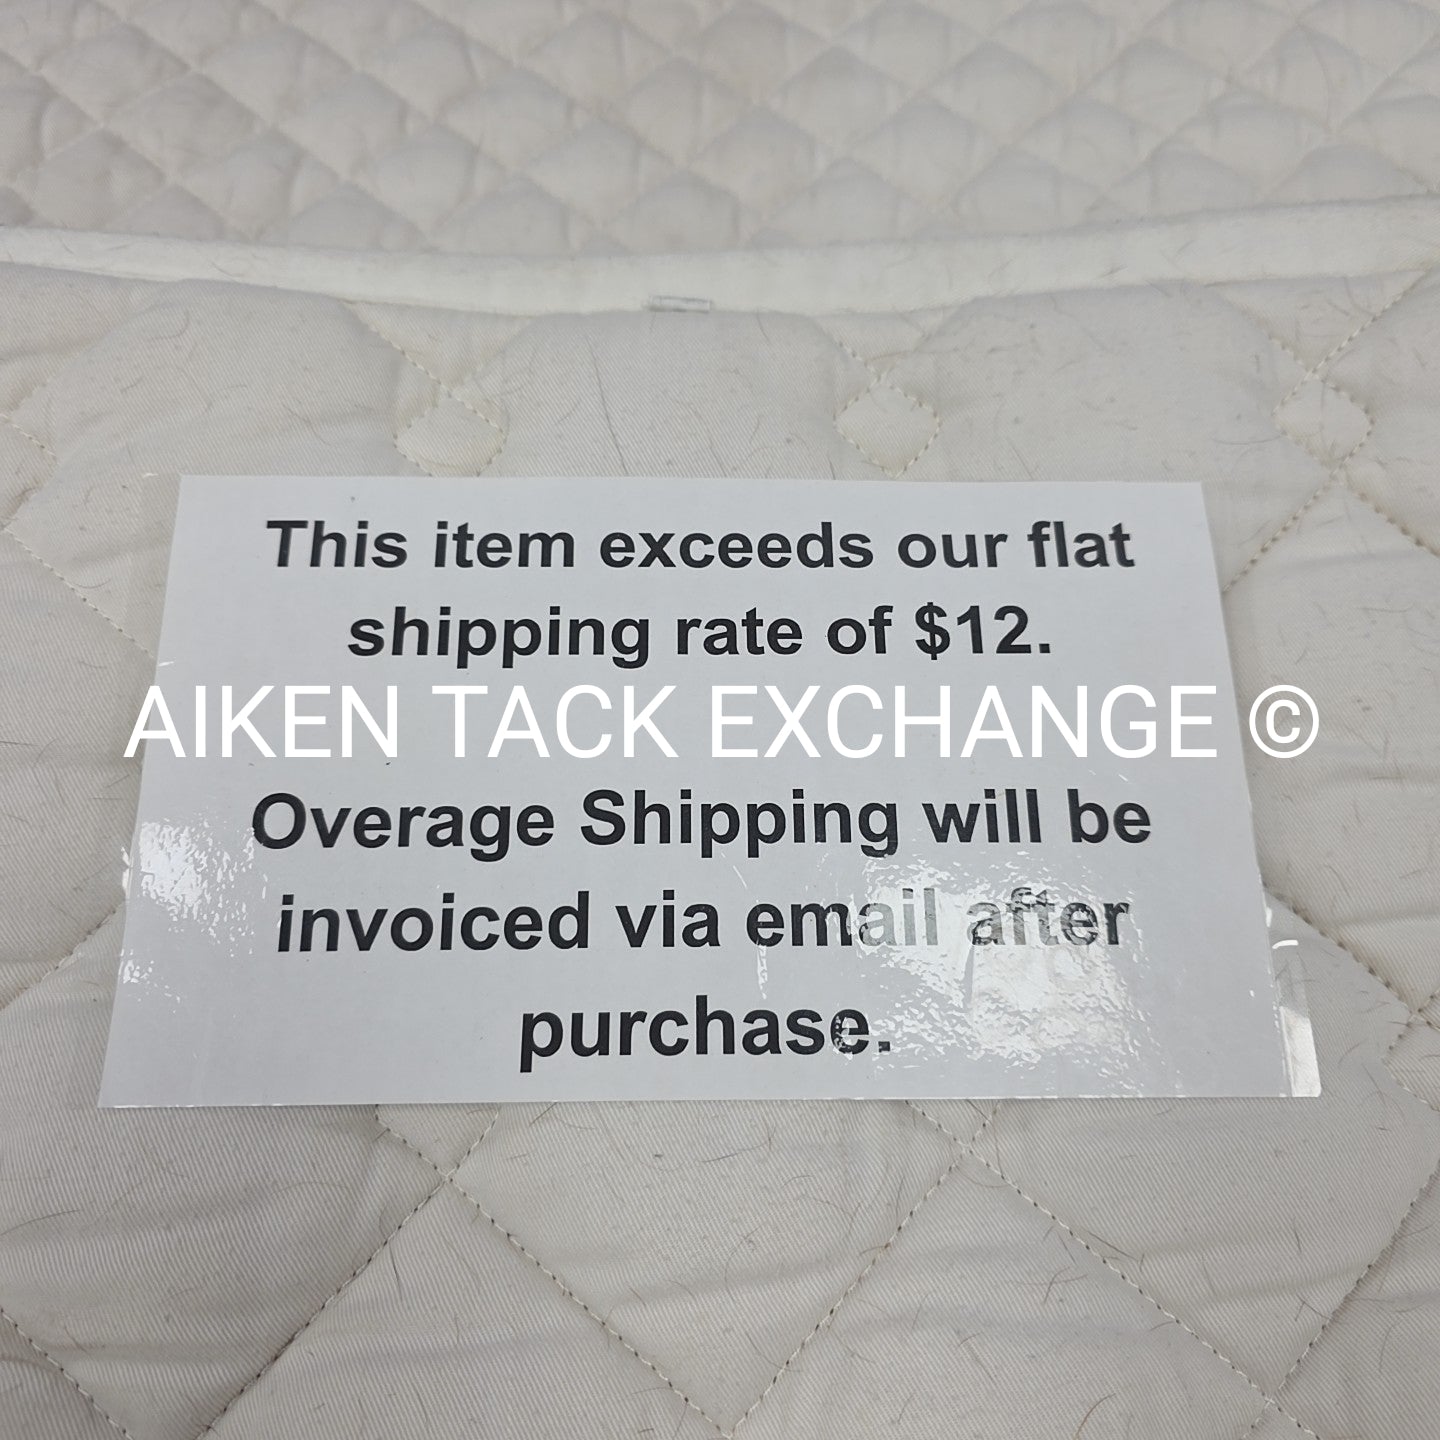 This item exceeds our flat
shipping rate of $12.
AIKEN TACK EXCHANGE ©
Overage Shipping will be
invoiced via email after
purchase.